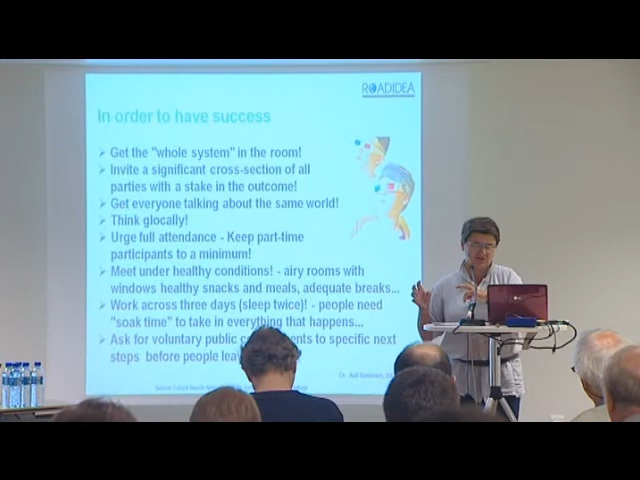 ROADIDEA
In order to have success
➢ Get the "whole system" in the room!
➢ Invite a significant cross-section of all
parties with a stake in the outcome!
➢ Get everyone talking about the same world!
➢ Think glocally!
➢ Urge full attendance - Keep part-time
participants to a minimum!
➢ Meet under healthy conditions! - airy rooms with
windows healthy snacks and meals, adequate breaks...
➢ Work across three days (sleep twice)! - people need
"soak time" to take in everything that happens...
➢ Ask for voluntary public
steps before people
Dr.
Source: Future Search